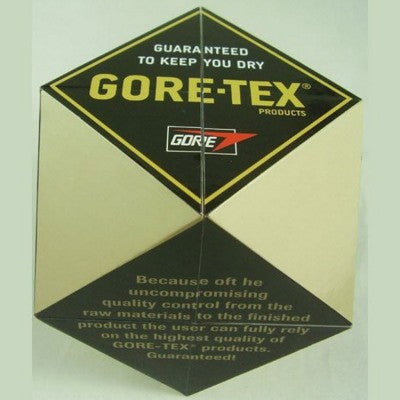 GUARANTEED
TO KEEP YOU DRY
GORE-TEX®
PRODUCTS
GORE
Because oft he
uncompromising
quality control from the
raw materials to the finished
product the user can fully rely
on the highest quality of
GORE-TEX® products.
Guaranteed!